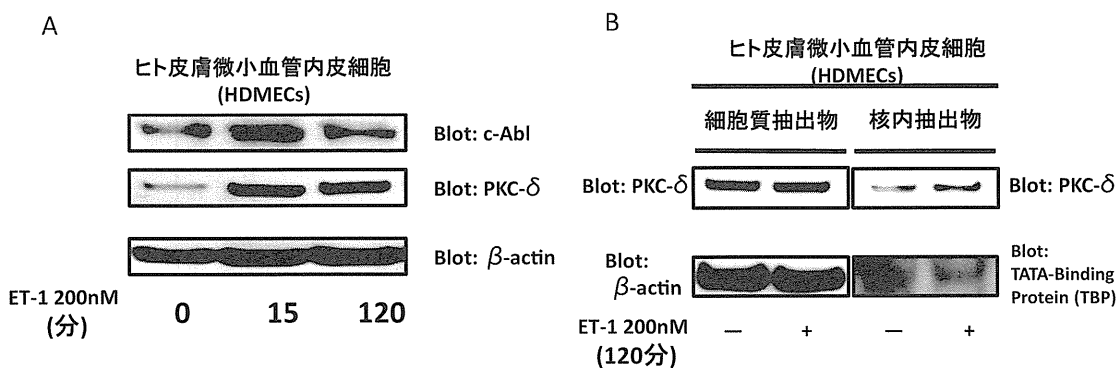 A
ヒト皮膚微小血管内皮細胞
(HDMECs)
Blot: c-Abl
Blot: PKC-δ
Blot: β-actin
ET-1 200nM
(分)
0 15 120
B
ヒト皮膚微小血管内皮細胞
(HDMECs)
細胞質抽出物 核内抽出物
Blot: PKC-δ
Blot: PKC-δ
Blot:
β-actin
Blot:
TATA-Binding
Protein (TBP)
ET-1 200nM
(120分)
— + — +